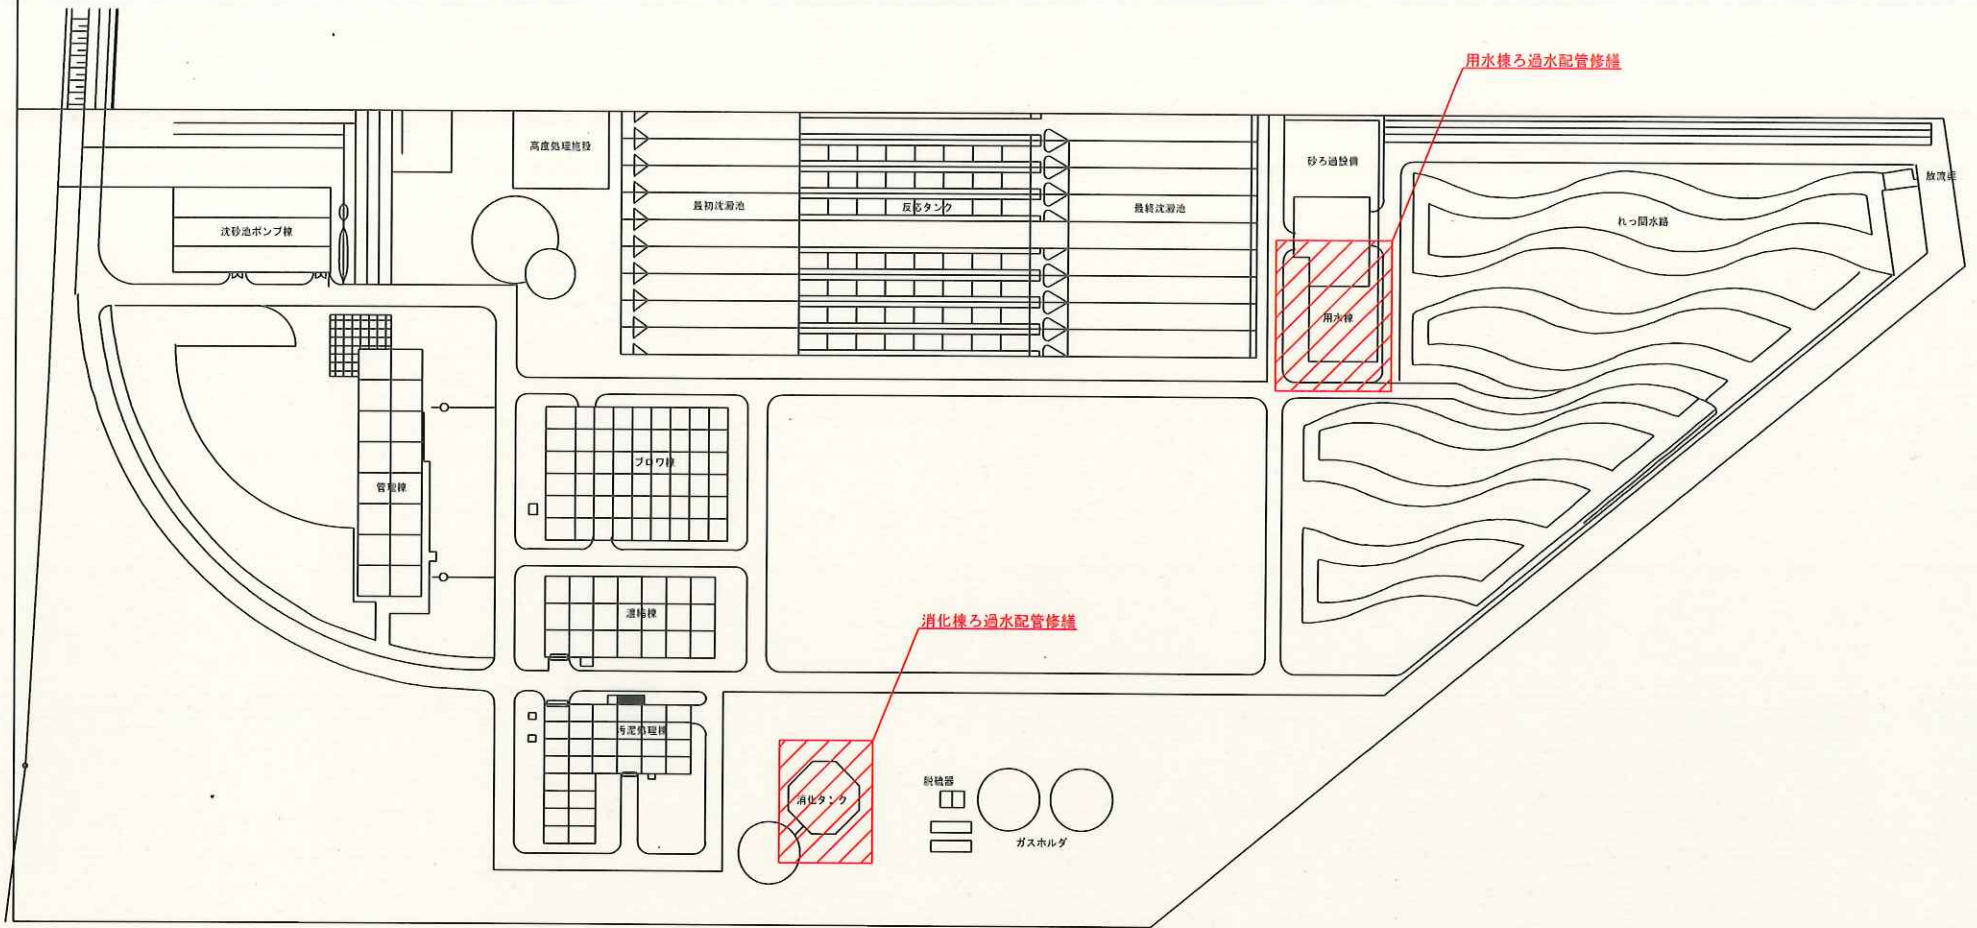 用水棟ろ過水配管修繕
高度処理施設
砂ろ過設備
放流渠
最初沈澱池
反応タンク
最終沈澱池
れっ間水路
沈砂池ポンプ棟
用水棟
ブロワ棟
管理棟
濃縮棟
消化棟ろ過水配管修繕
汚泥処理棟
脱硫器
消化タンク
ガスホルダ